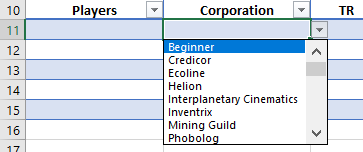 10 Players Corporation TR
11
Beginner
12 Credicor
Ecoline
13 Helion
14 Interplanetary Cinematics
Inventrix
15 Mining Guild
16 Phobolog